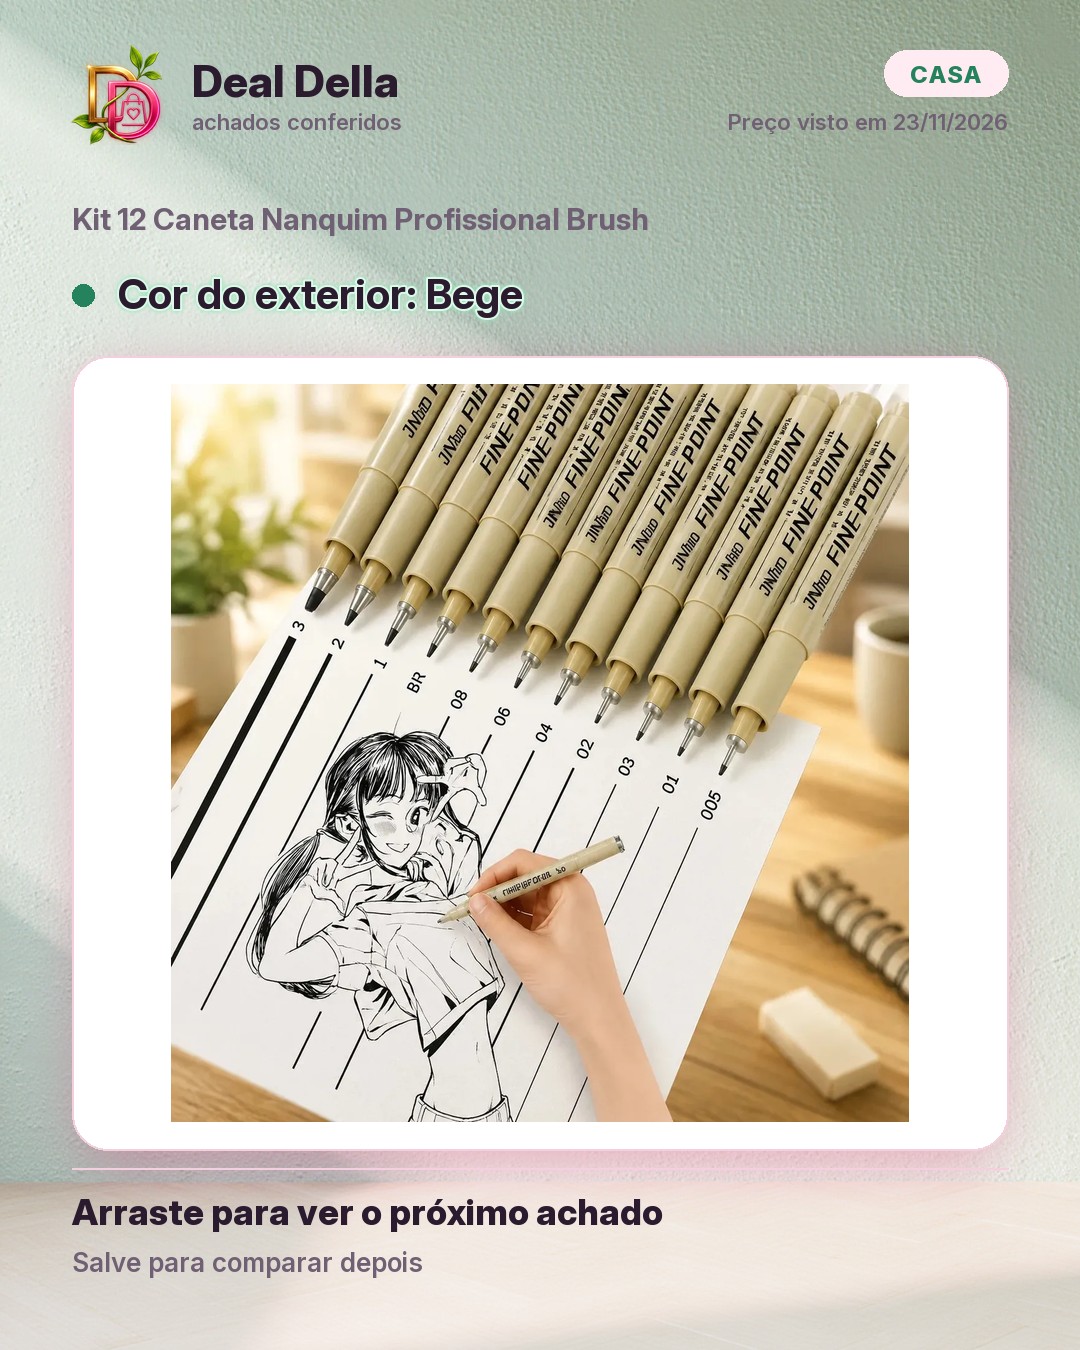 Deal Della
achados conferidos
CASA
Preço visto em 23/11/2026
Kit 12 Caneta Nanquim Profissional Brush
Cor do exterior: Bege
FINE POINT
FINE POINT
FINE POINT
FINE POINT
FINE POINT
FINE POINT
FINE POINT
FINE POINT
FINE POINT
3
2
1
BR
08
06
04
02
03
01
005
Arraste para ver o próximo achado
Salve para comparar depois